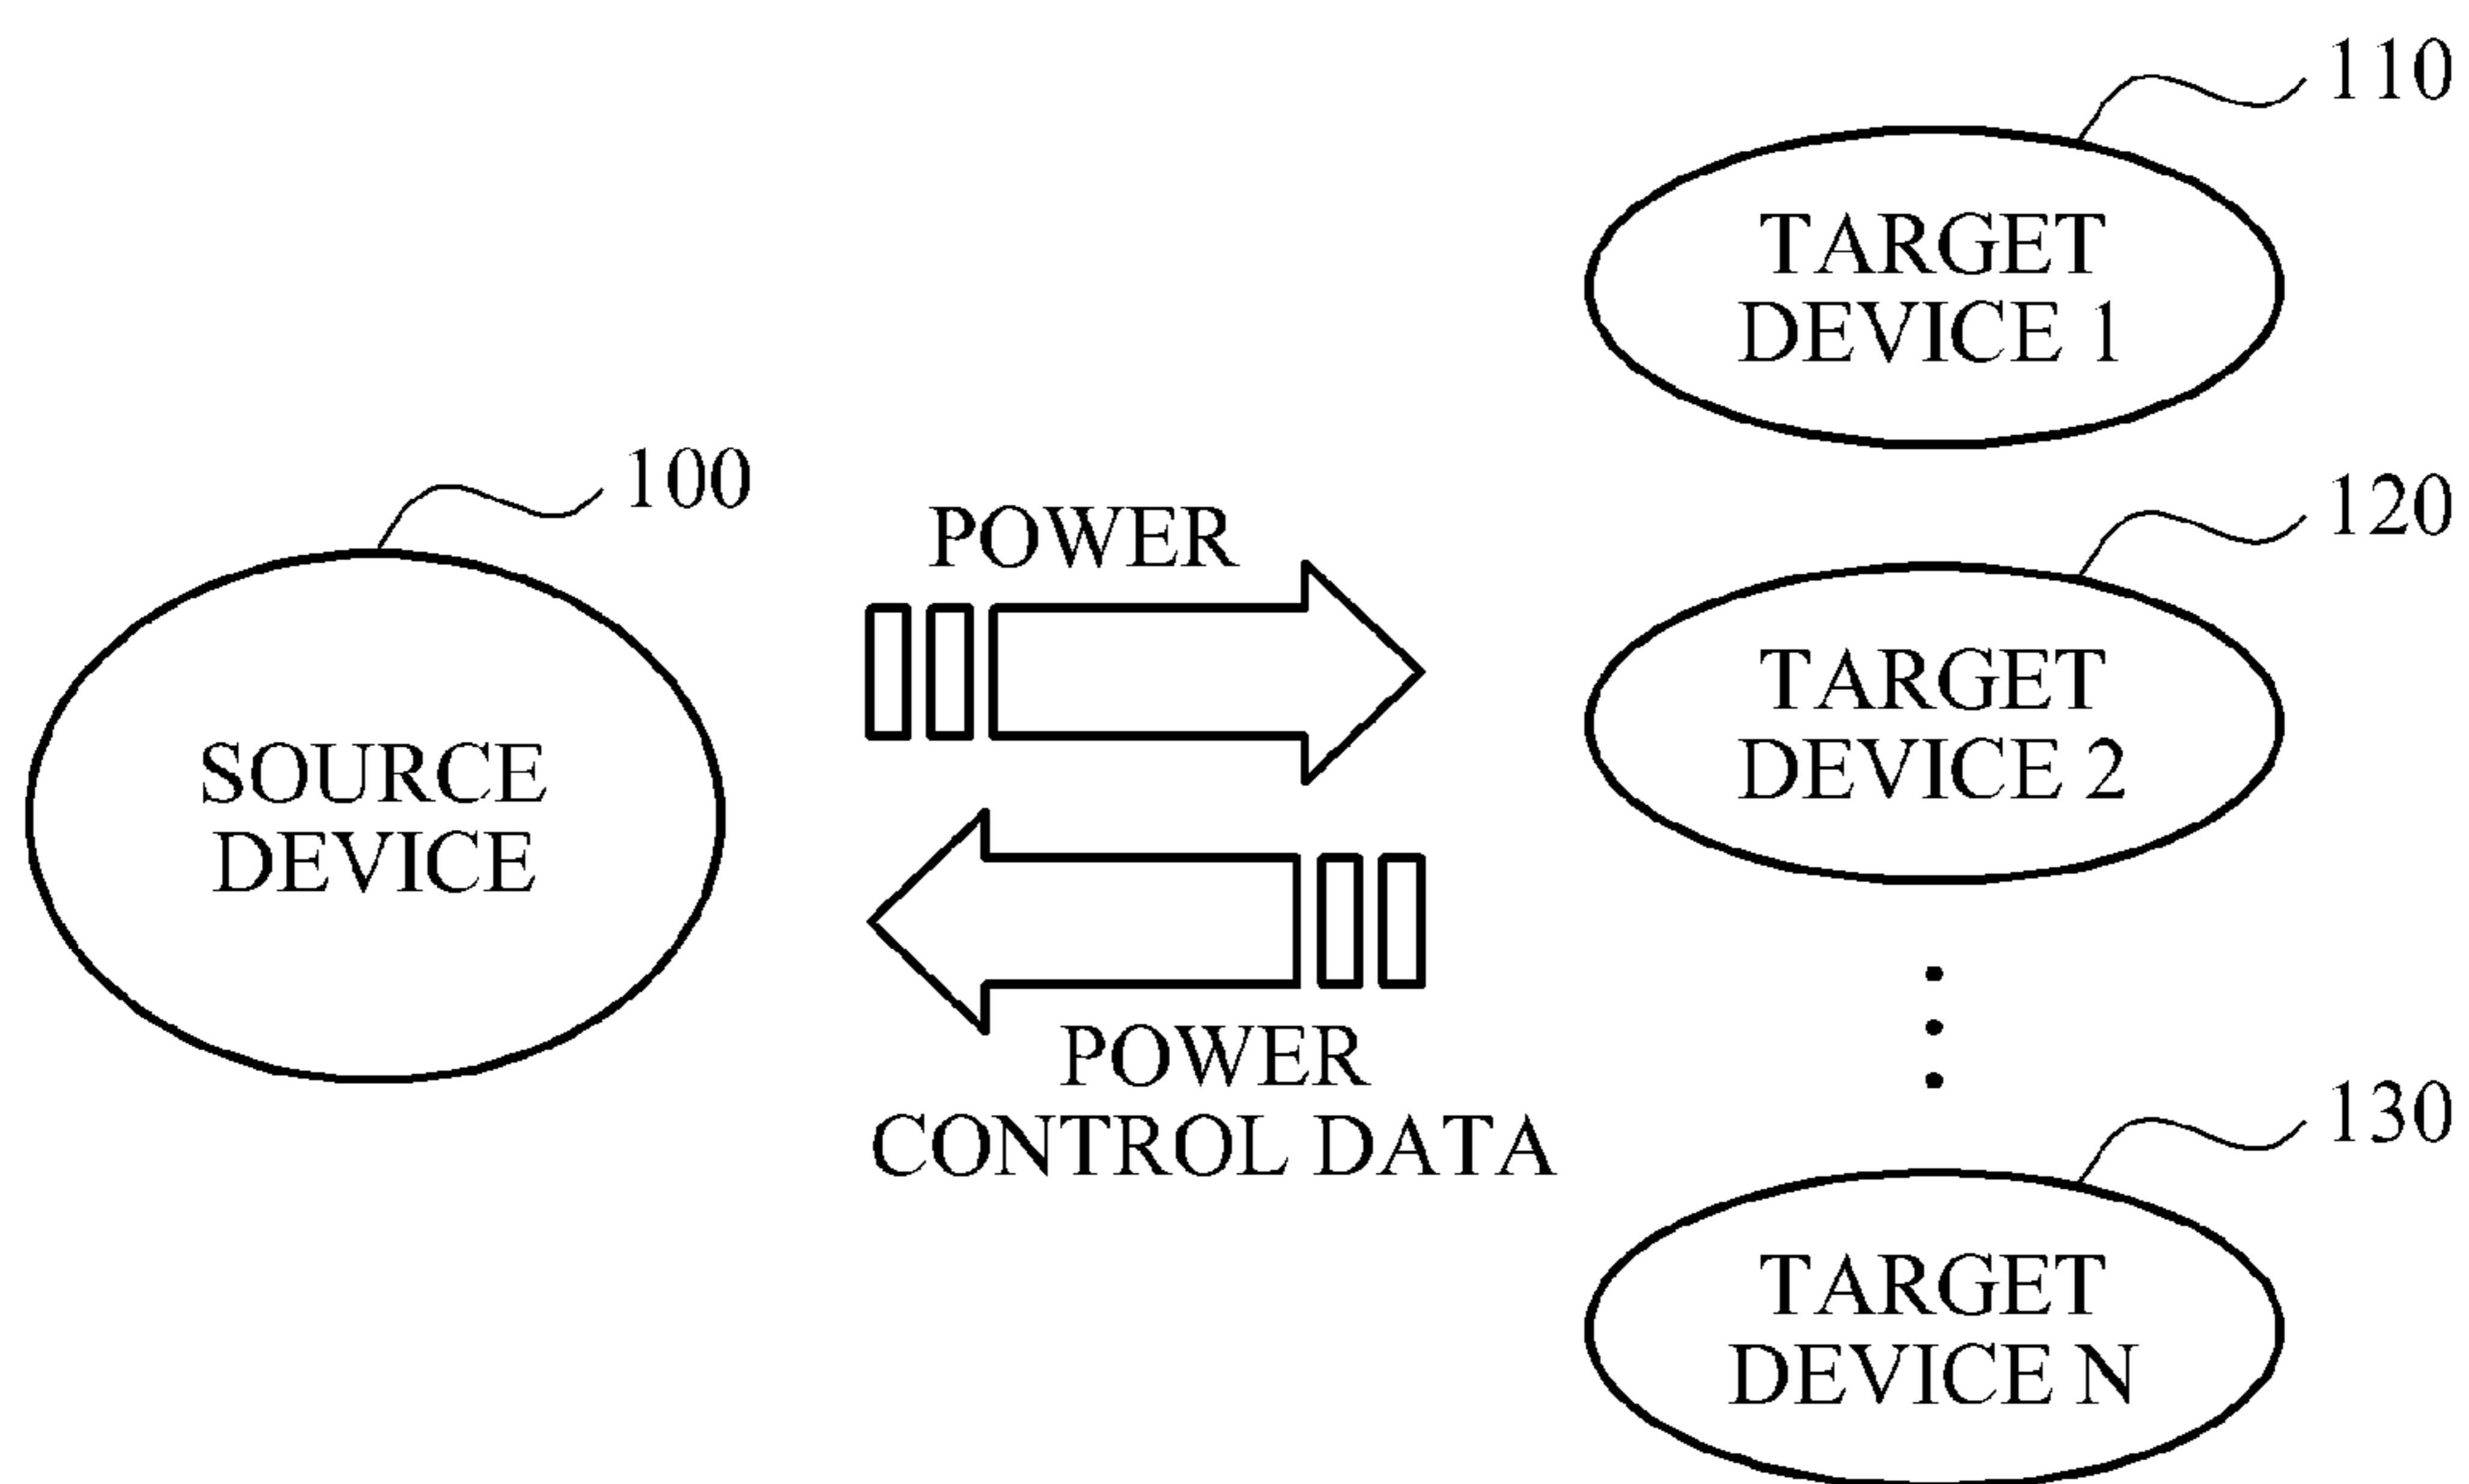 110
TARGET
DEVICE 1
100
POWER
120
TARGET
DEVICE 2
SOURCE
DEVICE
POWER
CONTROL DATA
130
TARGET
DEVICE N